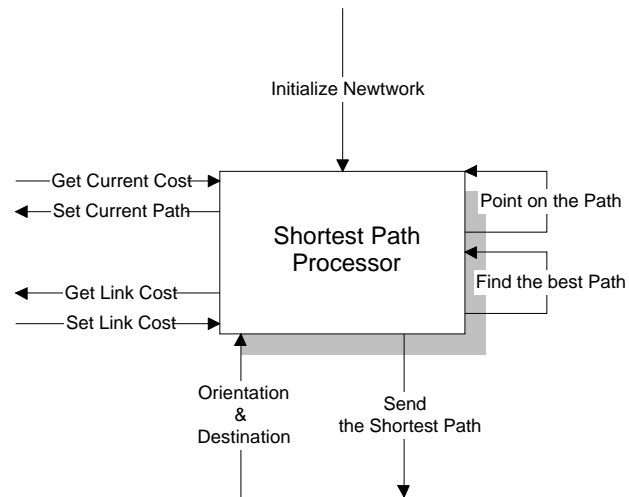 Initialize Newtwork
Get Current Cost
Set Current Path
Shortest Path
Processor
Point on the Path
Find the best Path
Get Link Cost
Set Link Cost
Orientation
&
Destination
Send
the Shortest Path